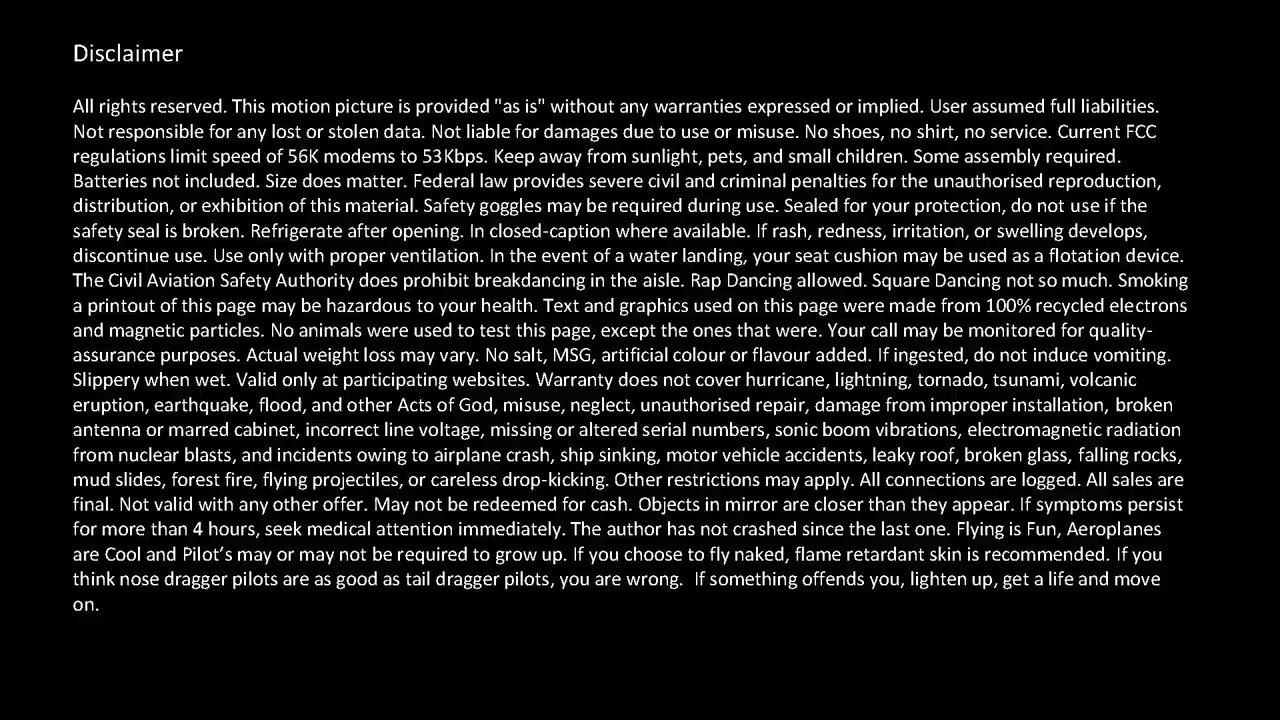 Disclaimer
All rights reserved. This motion picture is provided "as is" without any warranties expressed or implied. User assumed full liabilities.
Not responsible for any lost or stolen data. Not liable for damages due to use or misuse. No shoes, no shirt, no service. Current FCC
regulations limit speed of 56K modems to 53Kbps. Keep away from sunlight, pets, and small children. Some assembly required.
Batteries not included. Size does matter. Federal law provides severe civil and criminal penalties for the unauthorised reproduction,
distribution, or exhibition of this material. Safety goggles may be required during use. Sealed for your protection, do not use if the
safety seal is broken. Refrigerate after opening. In closed-caption where available. If rash, redness, irritation, or swelling develops,
discontinue use. Use only with proper ventilation. In the event of a water landing, your seat cushion may be used as a flotation device.
The Civil Aviation Safety Authority does prohibit breakdancing in the aisle. Rap Dancing allowed. Square Dancing not so much. Smoking
a printout of this page may be hazardous to your health. Text and graphics used on this page were made from 100% recycled electrons
and magnetic particles. No animals were used to test this page, except the ones that were. Your call may be monitored for quality-
assurance purposes. Actual weight loss may vary. No salt, MSG, artificial colour or flavour added. If ingested, do not induce vomiting.
Slippery when wet. Valid only at participating websites. Warranty does not cover hurricane, lightning, tornado, tsunami, volcanic
eruption, earthquake, flood, and other Acts of God, misuse, neglect, unauthorised repair, damage from improper installation, broken
antenna or marred cabinet, incorrect line voltage, missing or altered serial numbers, sonic boom vibrations, electromagnetic radiation
from nuclear blasts, and incidents owing to airplane crash, ship sinking, motor vehicle accidents, leaky roof, broken glass, falling rocks,
mud slides, forest fire, flying projectiles, or careless drop-kicking. Other restrictions may apply. All connections are logged. All sales are
final. Not valid with any other offer. May not be redeemed for cash. Objects in mirror are closer than they appear. If symptoms persist
for more than 4 hours, seek medical attention immediately. The author has not crashed since the last one. Flying is Fun, Aeroplanes
are Cool and Pilot’s may or may not be required to grow up. If you choose to fly naked, flame retardant skin is recommended. If you
think nose dragger pilots are as good as tail dragger pilots, you are wrong.  If something offends you, lighten up, get a life and move
on.